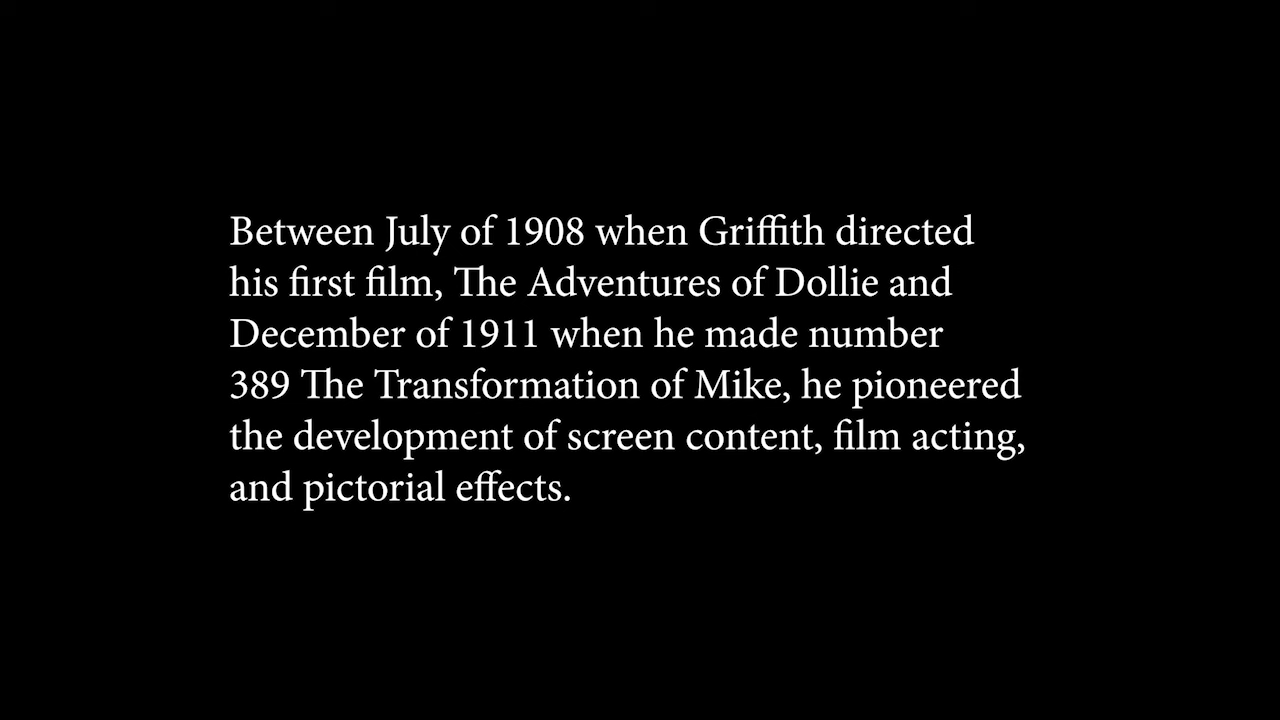 Between July of 1908 when Griffith directed
his first film, The Adventures of Dollie and
December of 1911 when he made number
389 The Transformation of Mike, he pioneered
the development of screen content, film acting,
and pictorial effects.